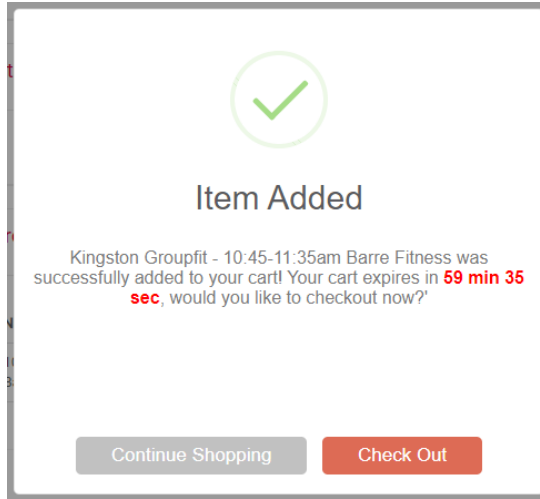 Item Added
Kingston Groupfit - 10:45-11:35am Barre Fitness was
successfully added to your cart! Your cart expires in 59 min 35
sec, would you like to checkout now?'
Continue Shopping
Check Out